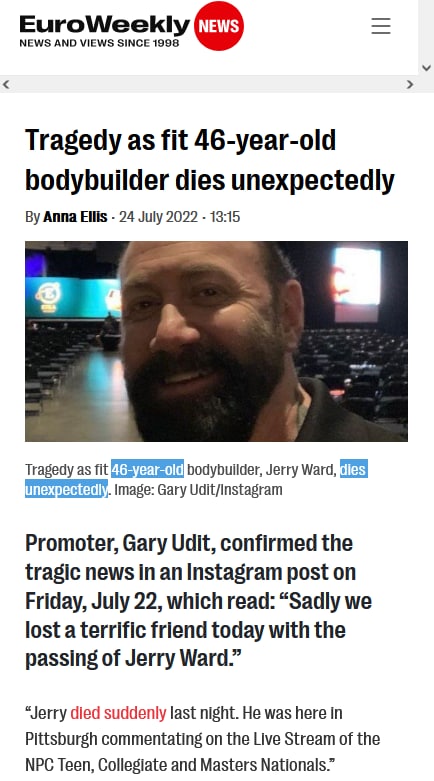 EuroWeekly NEWS
NEWS AND VIEWS SINCE 1998
Tragedy as fit 46-year-old
bodybuilder dies unexpectedly
By Anna Ellis · 24 July 2022 · 13:15
Tragedy as fit 46-year-old bodybuilder, Jerry Ward, dies
unexpectedly. Image: Gary Udit/Instagram
Promoter, Gary Udit, confirmed the
tragic news in an Instagram post on
Friday, July 22, which read: “Sadly we
lost a terrific friend today with the
passing of Jerry Ward.”
“Jerry died suddenly last night. He was here in
Pittsburgh commentating on the Live Stream of the
NPC Teen, Collegiate and Masters Nationals.”